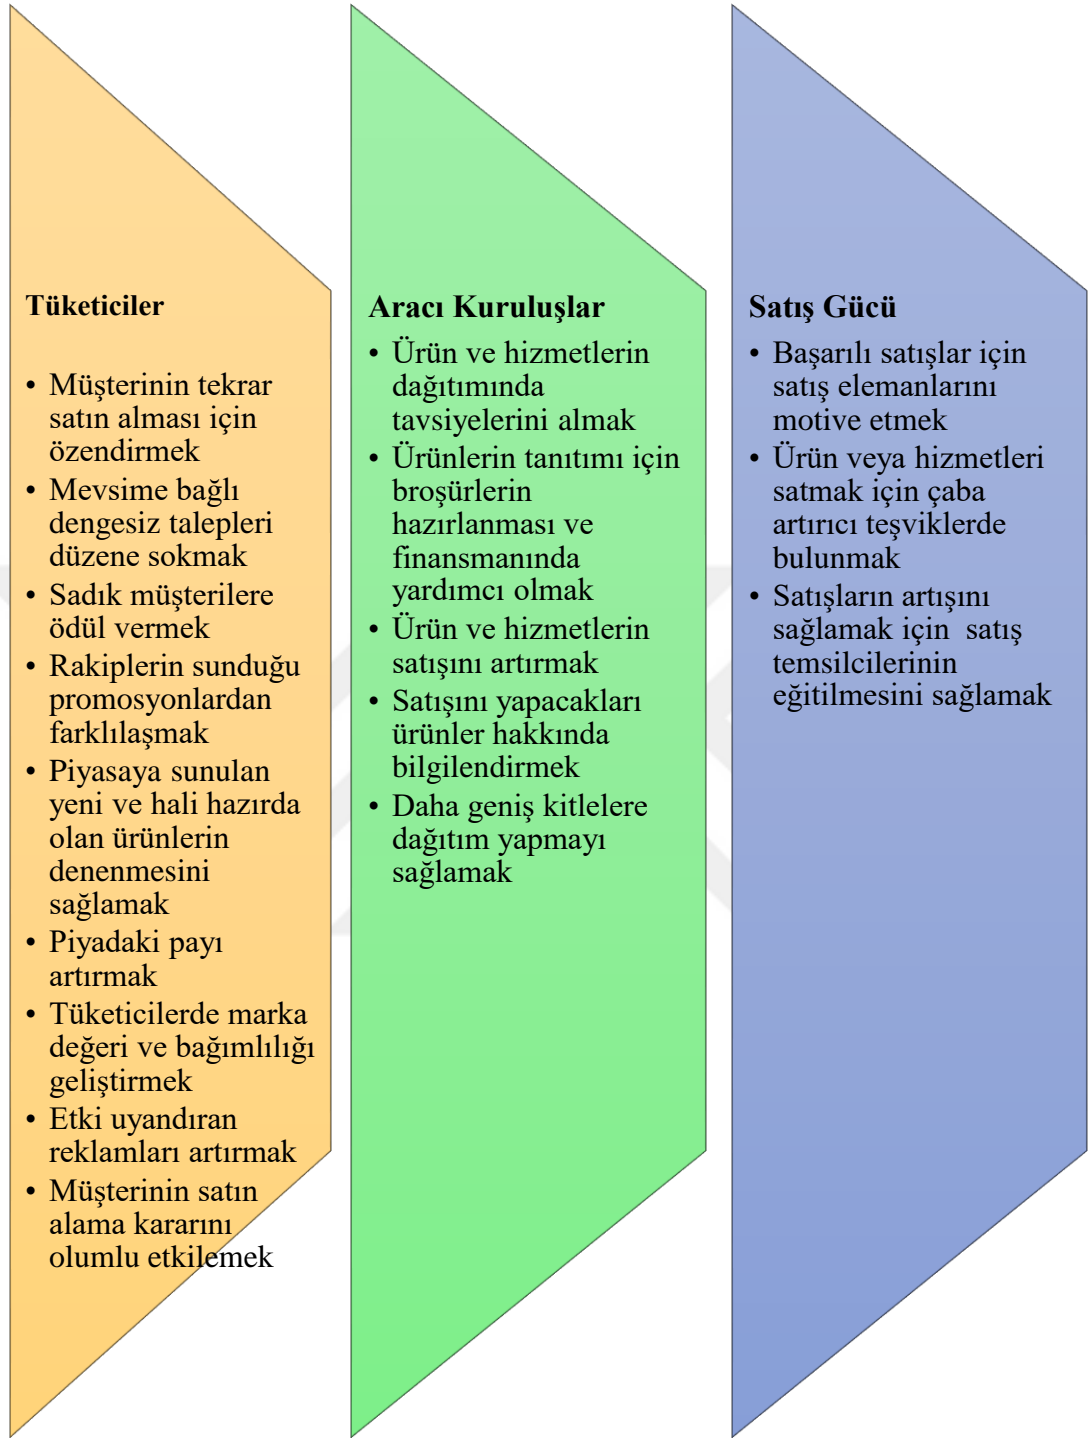 Tüketiciler
• Müşterinin tekrar
satın alması için
özendirmek
• Mevsime bağlı
dengesiz talepleri
düzene sokmak
• Sadık müşterilere
ödül vermek
• Rakiplerin sunduğu
promosyonlardan
farklılaşmak
• Piyasaya sunulan
yeni ve hali hazırda
olan ürünlerin
denenmesini
sağlamak
• Piyadaki payı
artırmak
• Tüketicilerde marka
değeri ve bağımlılığı
geliştirmek
• Etki uyandıran
reklamları artırmak
• Müşterinin satın
alama kararını
olumlu etkilemek
Aracı Kuruluşlar
• Ürün ve hizmetlerin
dağıtımında
tavsiyelerini almak
• Ürünlerin tanıtımı için
broşürlerin
hazırlanması ve
finansmanında
yardımcı olmak
• Ürün ve hizmetlerin
satışını artırmak
• Satışını yapacakları
ürünler hakkında
bilgilendirmek
• Daha geniş kitlelere
dağıtım yapmayı
sağlamak
Satış Gücü
• Başarılı satışlar için
satış elemanlarını
motive etmek
• Ürün veya hizmetleri
satmak için çaba
artırıcı teşviklerde
bulunmak
• Satışların artışını
sağlamak için  satış
temsilcilerinin
eğitilmesini sağlamak